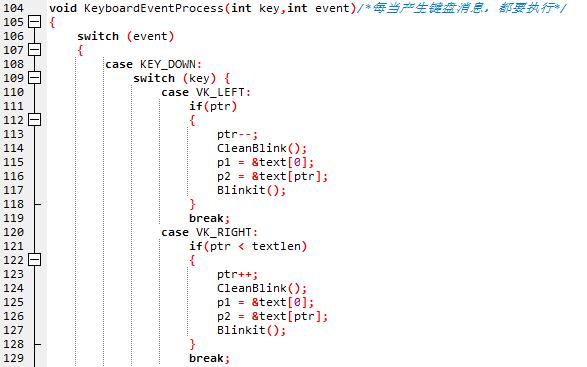 104 void KeyboardEventProcess(int key,int event)/*每当产生键盘消息，都要执行*/
105 {
106 switch (event)
107 {
108 case KEY_DOWN:
109 switch (key) {
110 case VK_LEFT:
111 if(ptr)
112 {
113 ptr--;
114 CleanBlink();
115 p1 = &text[0];
116 p2 = &text[ptr];
117 Blinkit();
118 }
119 break;
120 case VK_RIGHT:
121 if(ptr < textlen)
122 {
123 ptr++;
124 CleanBlink();
125 p1 = &text[0];
126 p2 = &text[ptr];
127 Blinkit();
128 }
129 break;